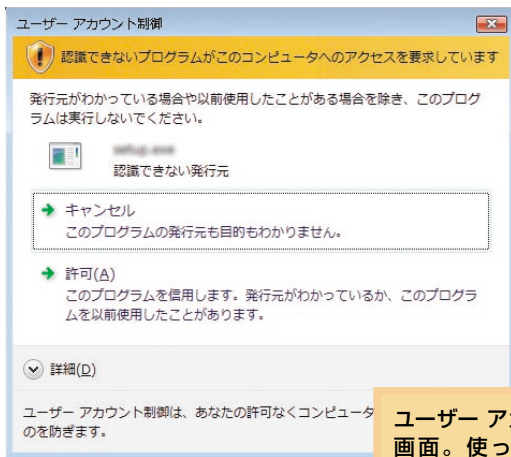 ユーザー アカウント制御
認識できないプログラムがこのコンピュータへのアクセスを要求しています
発行元がわかっている場合や以前使用したことがある場合を除き、このプログ
ラムは実行しないでください。
setup.exe
認識できない発行元
キャンセル
このプログラムの発行元も目的もわかりません。
許可(A)
このプログラムを信用します。発行元がわかっているか、このプログラ
ムを以前使用したことがあります。
詳細(D)
ユーザー アカウント制御は、あなたの許可なくコンピュータ
のを防ぎます。
ユーザー ア
画面。使っ